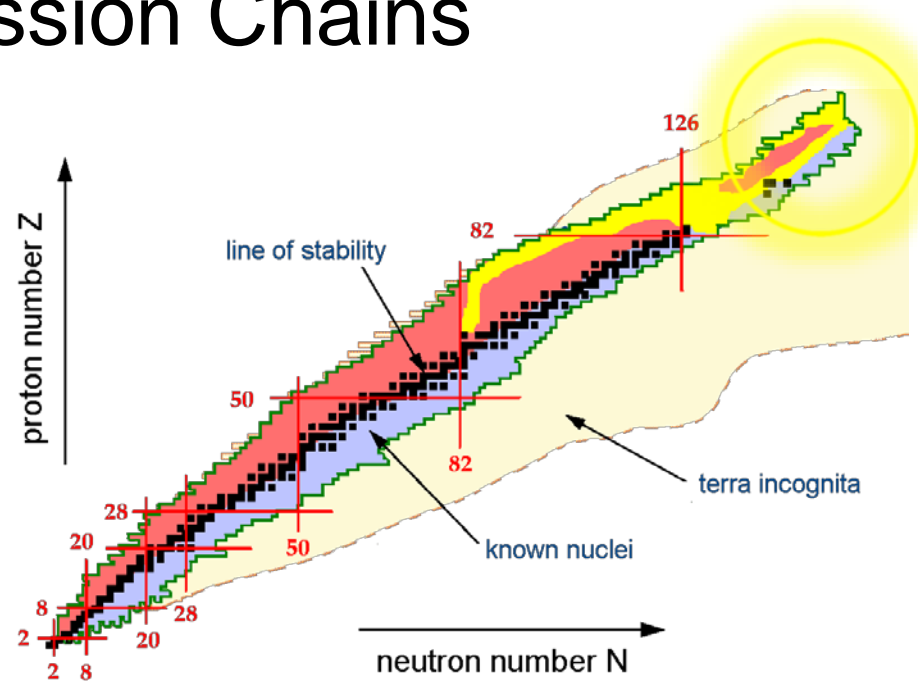 ssion Chains
126
82
line of stability
proton number Z
50
82
terra incognita
28
50
known nuclei
20
8
28
2
20
2
8
neutron number N